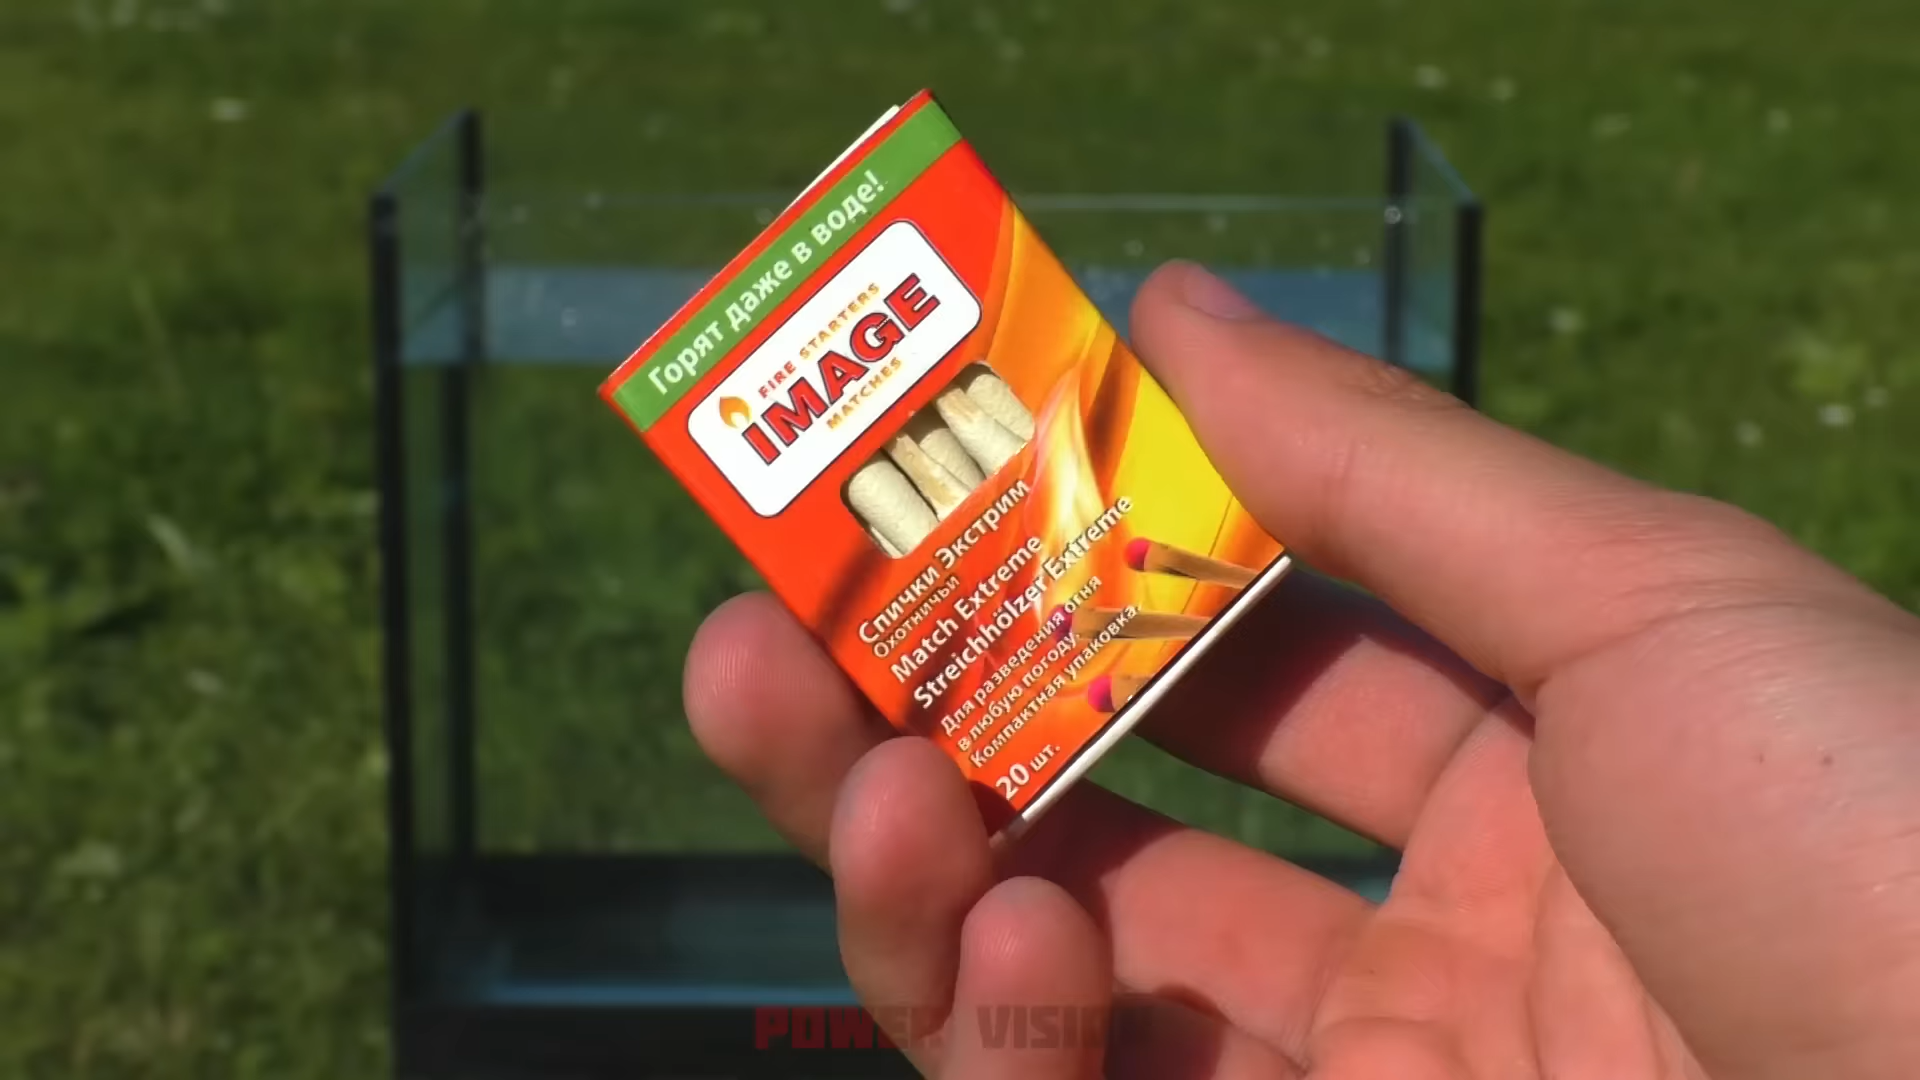 Горят даже в воде!
FIRE STARTERS
IMAGE
MATCHES
Спички Экстрим
Охотничьи
Match Extreme
Streichhölzer Extreme
Для разведения огня
в любую погоду.
Компактная упаковка.
20 шт.
POWER VISION